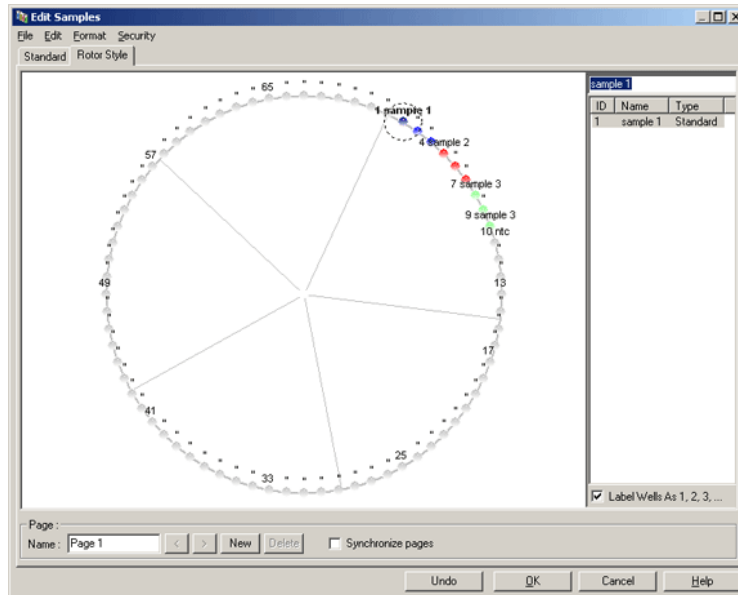 Edit Samples
File Edit Format Security
Standard Rotor Style
65
1 sample 1
4 sample 2
57
7 sample 3
9 sample 3
10 ntc
49
13
17
41
25
33
sample 1
ID Name Type
1 sample 1 Standard
Label Wells As 1, 2, 3, ...
Page :
Name : Page 1 < > New Delete Synchronize pages
Undo OK Cancel Help